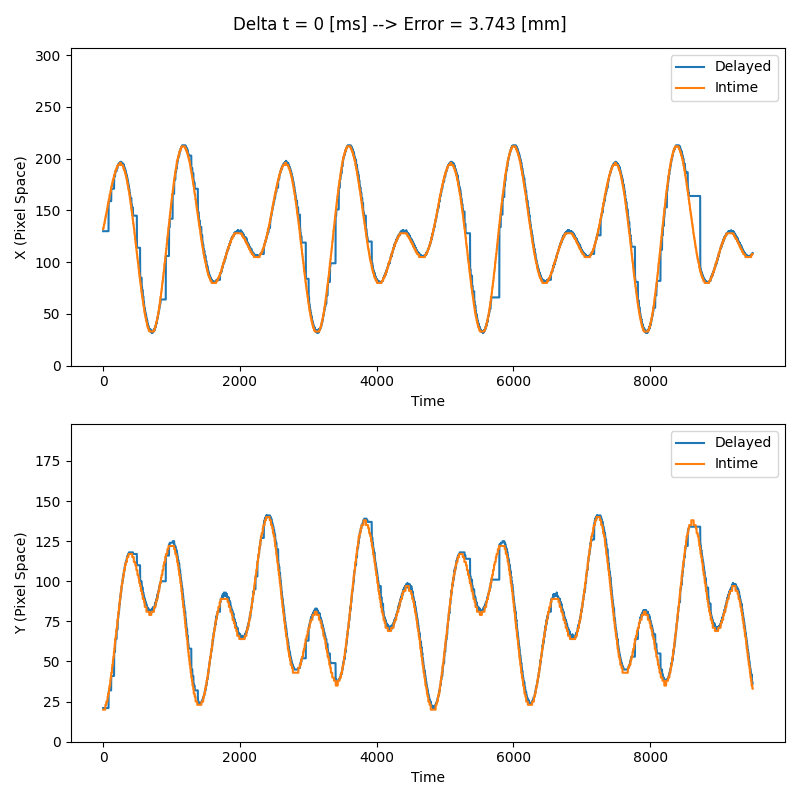 Delta t = 0 [ms] --> Error = 3.743 [mm]
300
250
200
150
100
50
0
X (Pixel Space)
Delayed
Intime
0 2000 4000 6000 8000
Time
175
150
125
100
75
50
25
0
Y (Pixel Space)
Delayed
Intime
0 2000 4000 6000 8000
Time